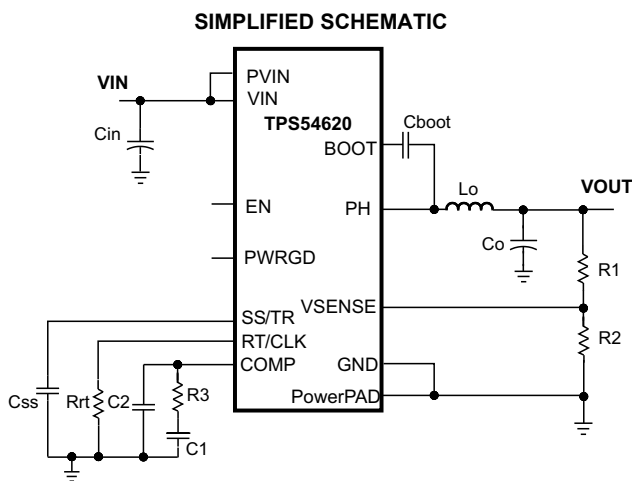 SIMPLIFIED SCHEMATIC
VIN
PVIN
VIN
TPS54620
Cboot
Cin
BOOT
Lo
VOUT
EN
PH
Co
R1
PWRGD
VSENSE
SS/TR
RT/CLK
R2
COMP
GND
Css
Rrt
C2
R3
PowerPAD
C1